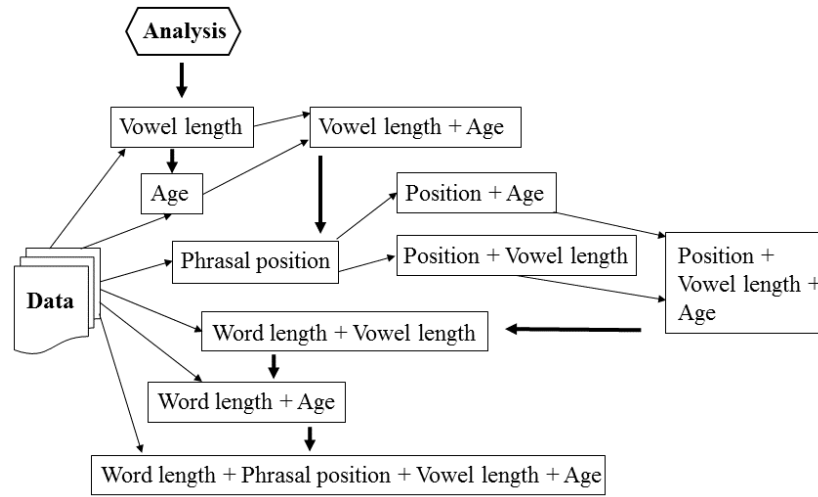 Analysis
Vowel length
Vowel length + Age
Age
Position + Age
Phrasal position
Position + Vowel length
Position +
Vowel length +
Age
Data
Word length + Vowel length
Word length + Age
Word length + Phrasal position + Vowel length + Age